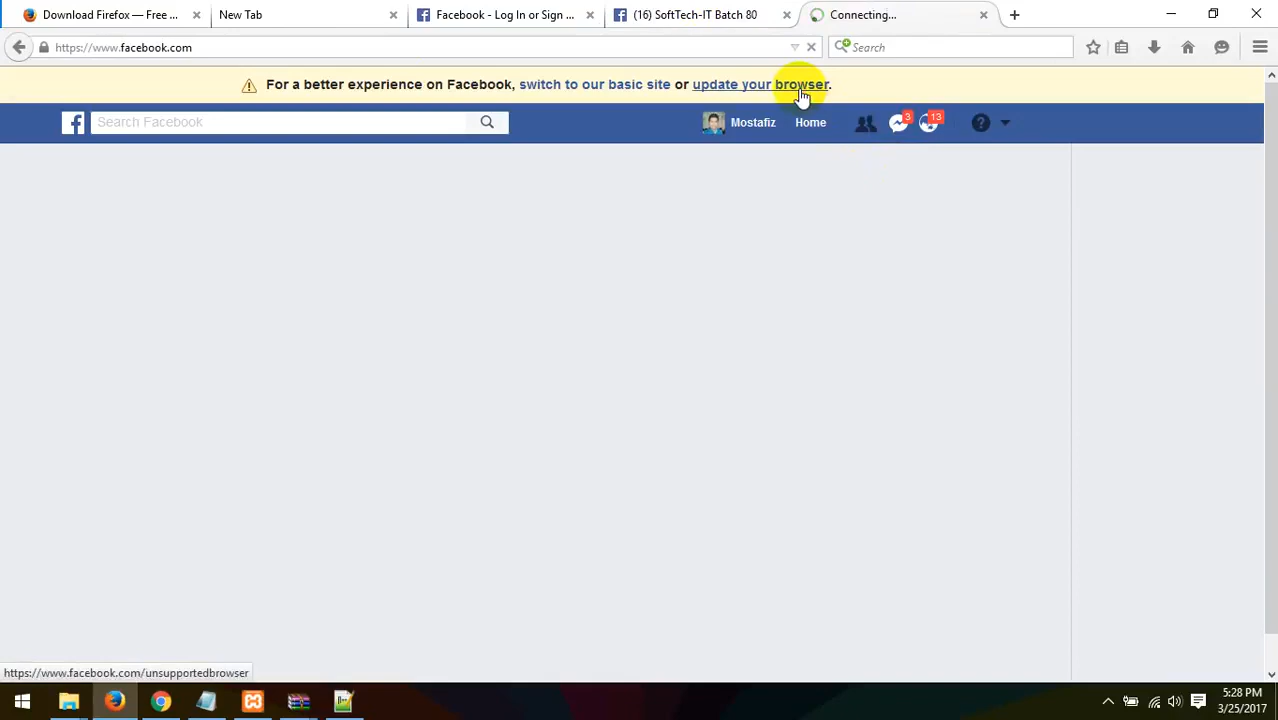 Download Firefox — Free ...
New Tab
Facebook - Log In or Sign ...
(16) SoftTech-IT Batch 80
Connecting...
https://www.facebook.com
Search
For a better experience on Facebook, switch to our basic site or update your browser.
Search Facebook
Mostafiz
Home
3
13
https://www.facebook.com/unsupportedbrowser
5:28 PM
3/25/2017